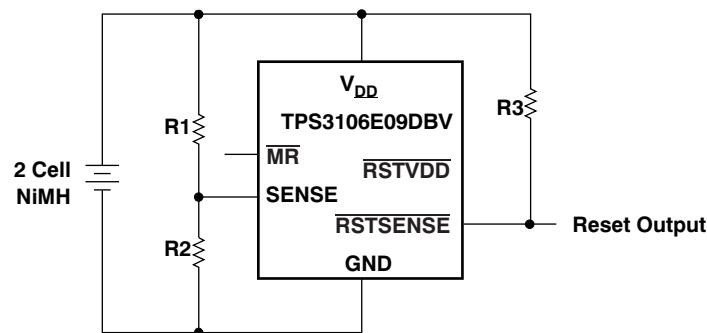 V_DD
TPS3106E09DBV
R3
R1
MR
RSTVDD
2 Cell
NiMH
SENSE
RSTSENSE
Reset Output
R2
GND